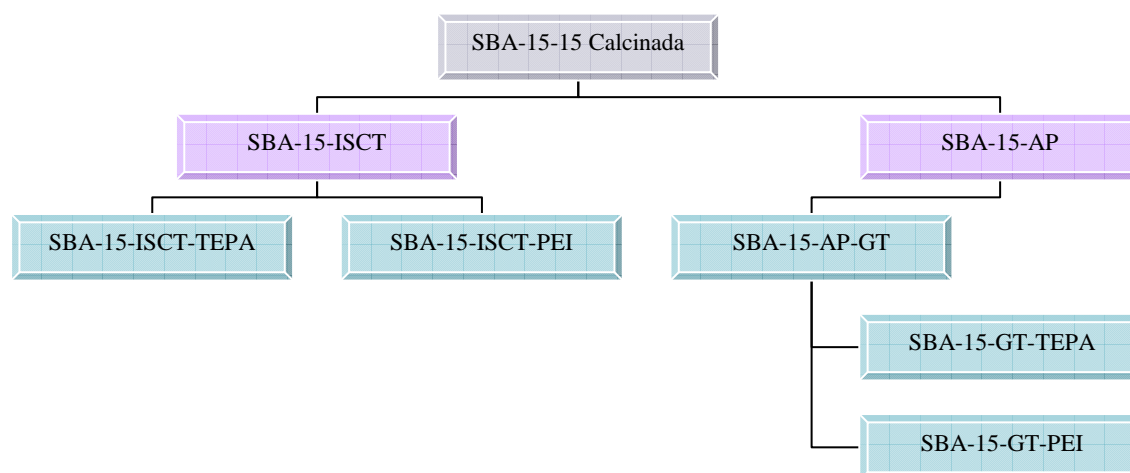 SBA-15-15 Calcinada
SBA-15-ISCT
SBA-15-AP
SBA-15-ISCT-TEPA
SBA-15-ISCT-PEI
SBA-15-AP-GT
SBA-15-GT-TEPA
SBA-15-GT-PEI